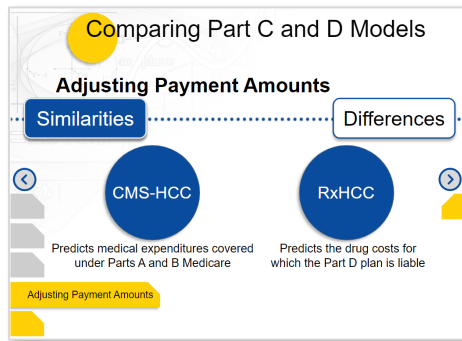 Comparing Part C and D Models
Adjusting Payment Amounts
Similarities
Differences
CMS-HCC
RxHCC
Predicts medical expenditures covered
under Parts A and B Medicare
Predicts the drug costs for
which the Part D plan is liable
Adjusting Payment Amounts